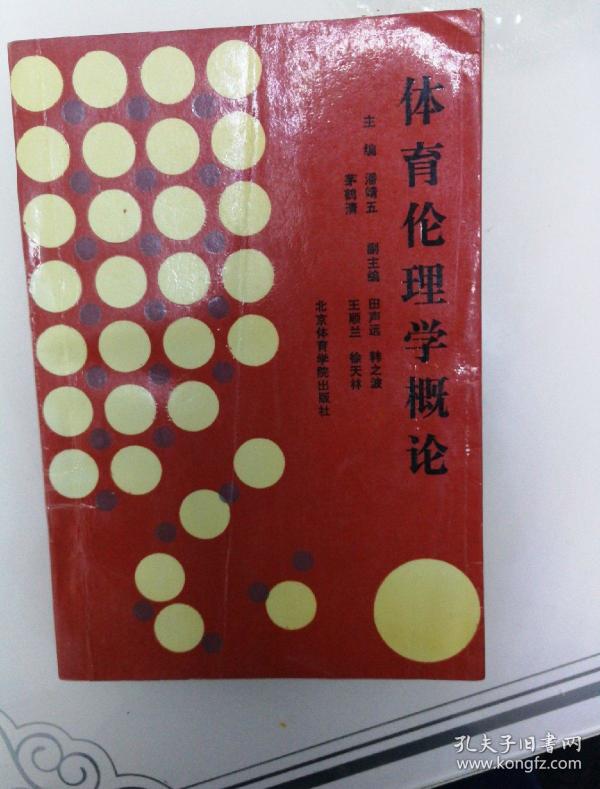 体育伦理学概论
主编 潘靖五
茅鹤清
副主编 田声远 韩之波
王顺兰 徐天林
北京体育学院出版社
孔夫子旧书网
www.kongfz.com